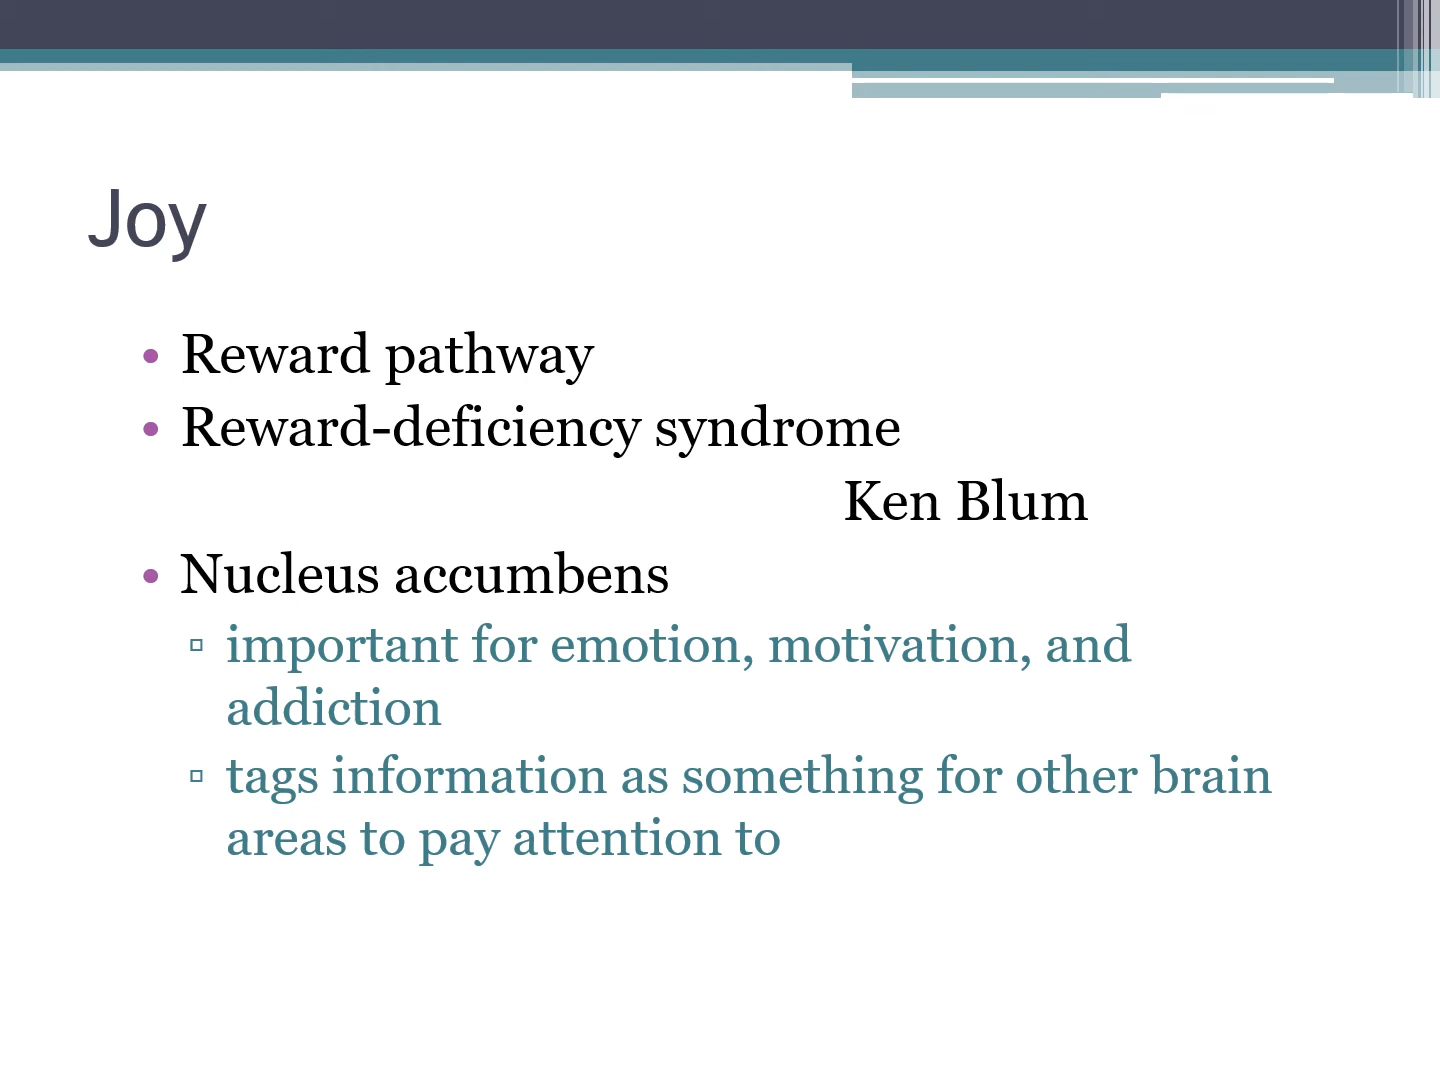 Joy
• Reward pathway
• Reward-deficiency syndrome
Ken Blum
• Nucleus accumbens
▫ important for emotion, motivation, and
addiction
▫ tags information as something for other brain
areas to pay attention to